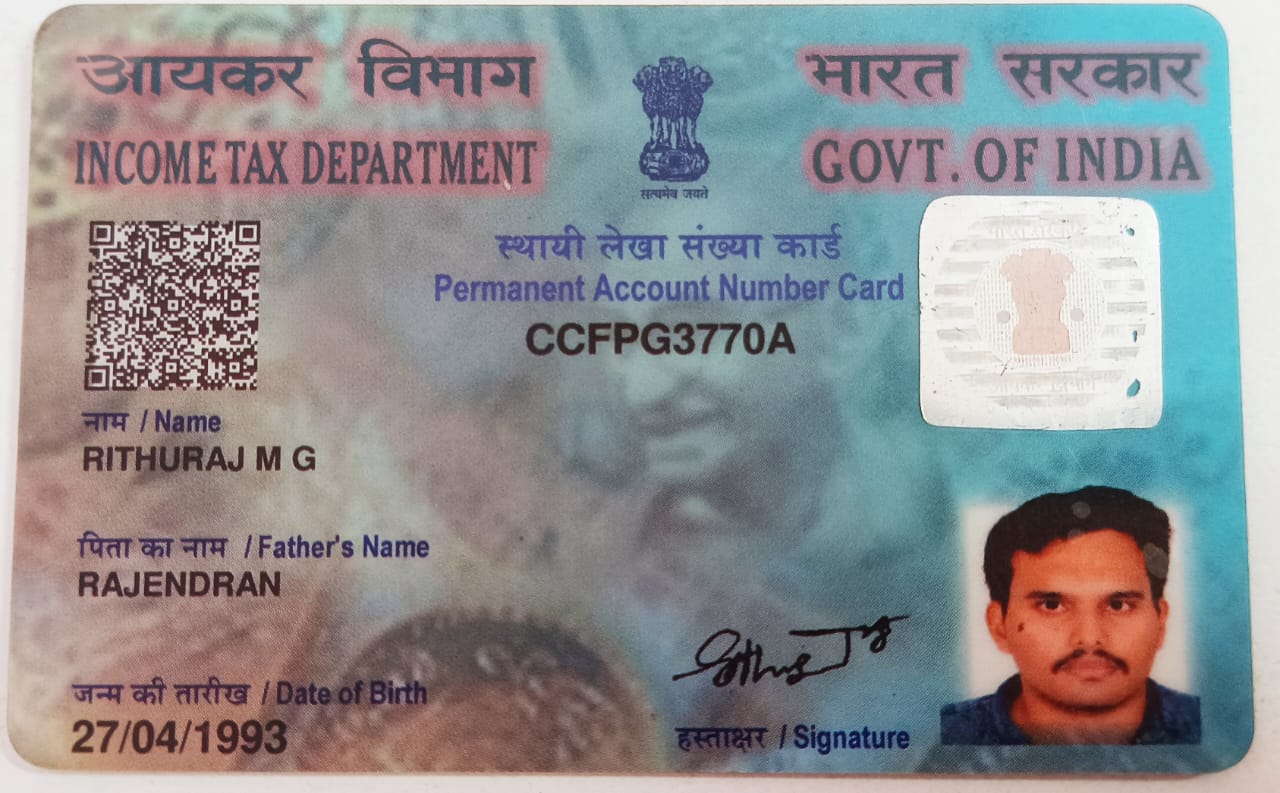 आयकर विभाग
भारत सरकार
INCOME TAX DEPARTMENT
GOVT. OF INDIA
सत्यमेव जयते
स्थायी लेखा संख्या कार्ड
Permanent Account Number Card
CCFPG3770A
नाम / Name
RITHURAJ M G
पिता का नाम / Father's Name
RAJENDRAN
जन्म की तारीख / Date of Birth
27/04/1993
हस्ताक्षर / Signature